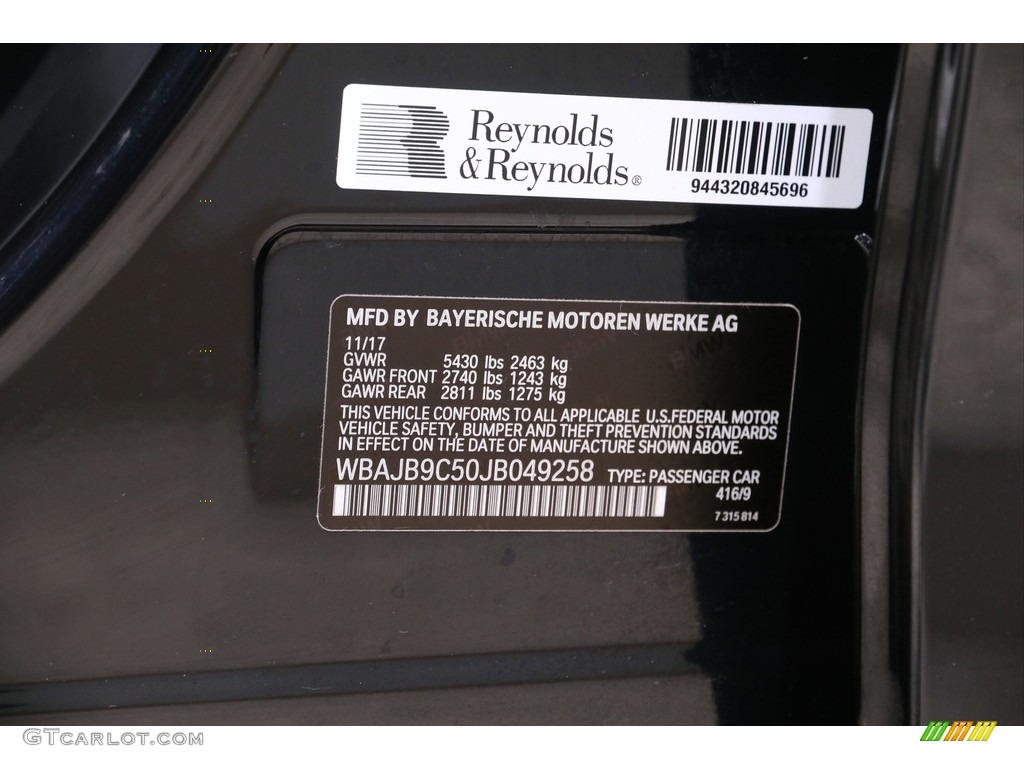 Reynolds
&Reynolds®
944320845696
MFD BY BAYERISCHE MOTOREN WERKE AG
11/17
GVWR 5430 lbs 2463 kg
GAWR FRONT 2740 lbs 1243 kg
GAWR REAR 2811 lbs 1275 kg
THIS VEHICLE CONFORMS TO ALL APPLICABLE U.S.FEDERAL MOTOR
VEHICLE SAFETY, BUMPER AND THEFT PREVENTION STANDARDS
IN EFFECT ON THE DATE OF MANUFACTURE SHOWN ABOVE.
WBAJB9C50JB049258 TYPE: PASSENGER CAR
416/9
7 315 814
GTCARLOT.COM